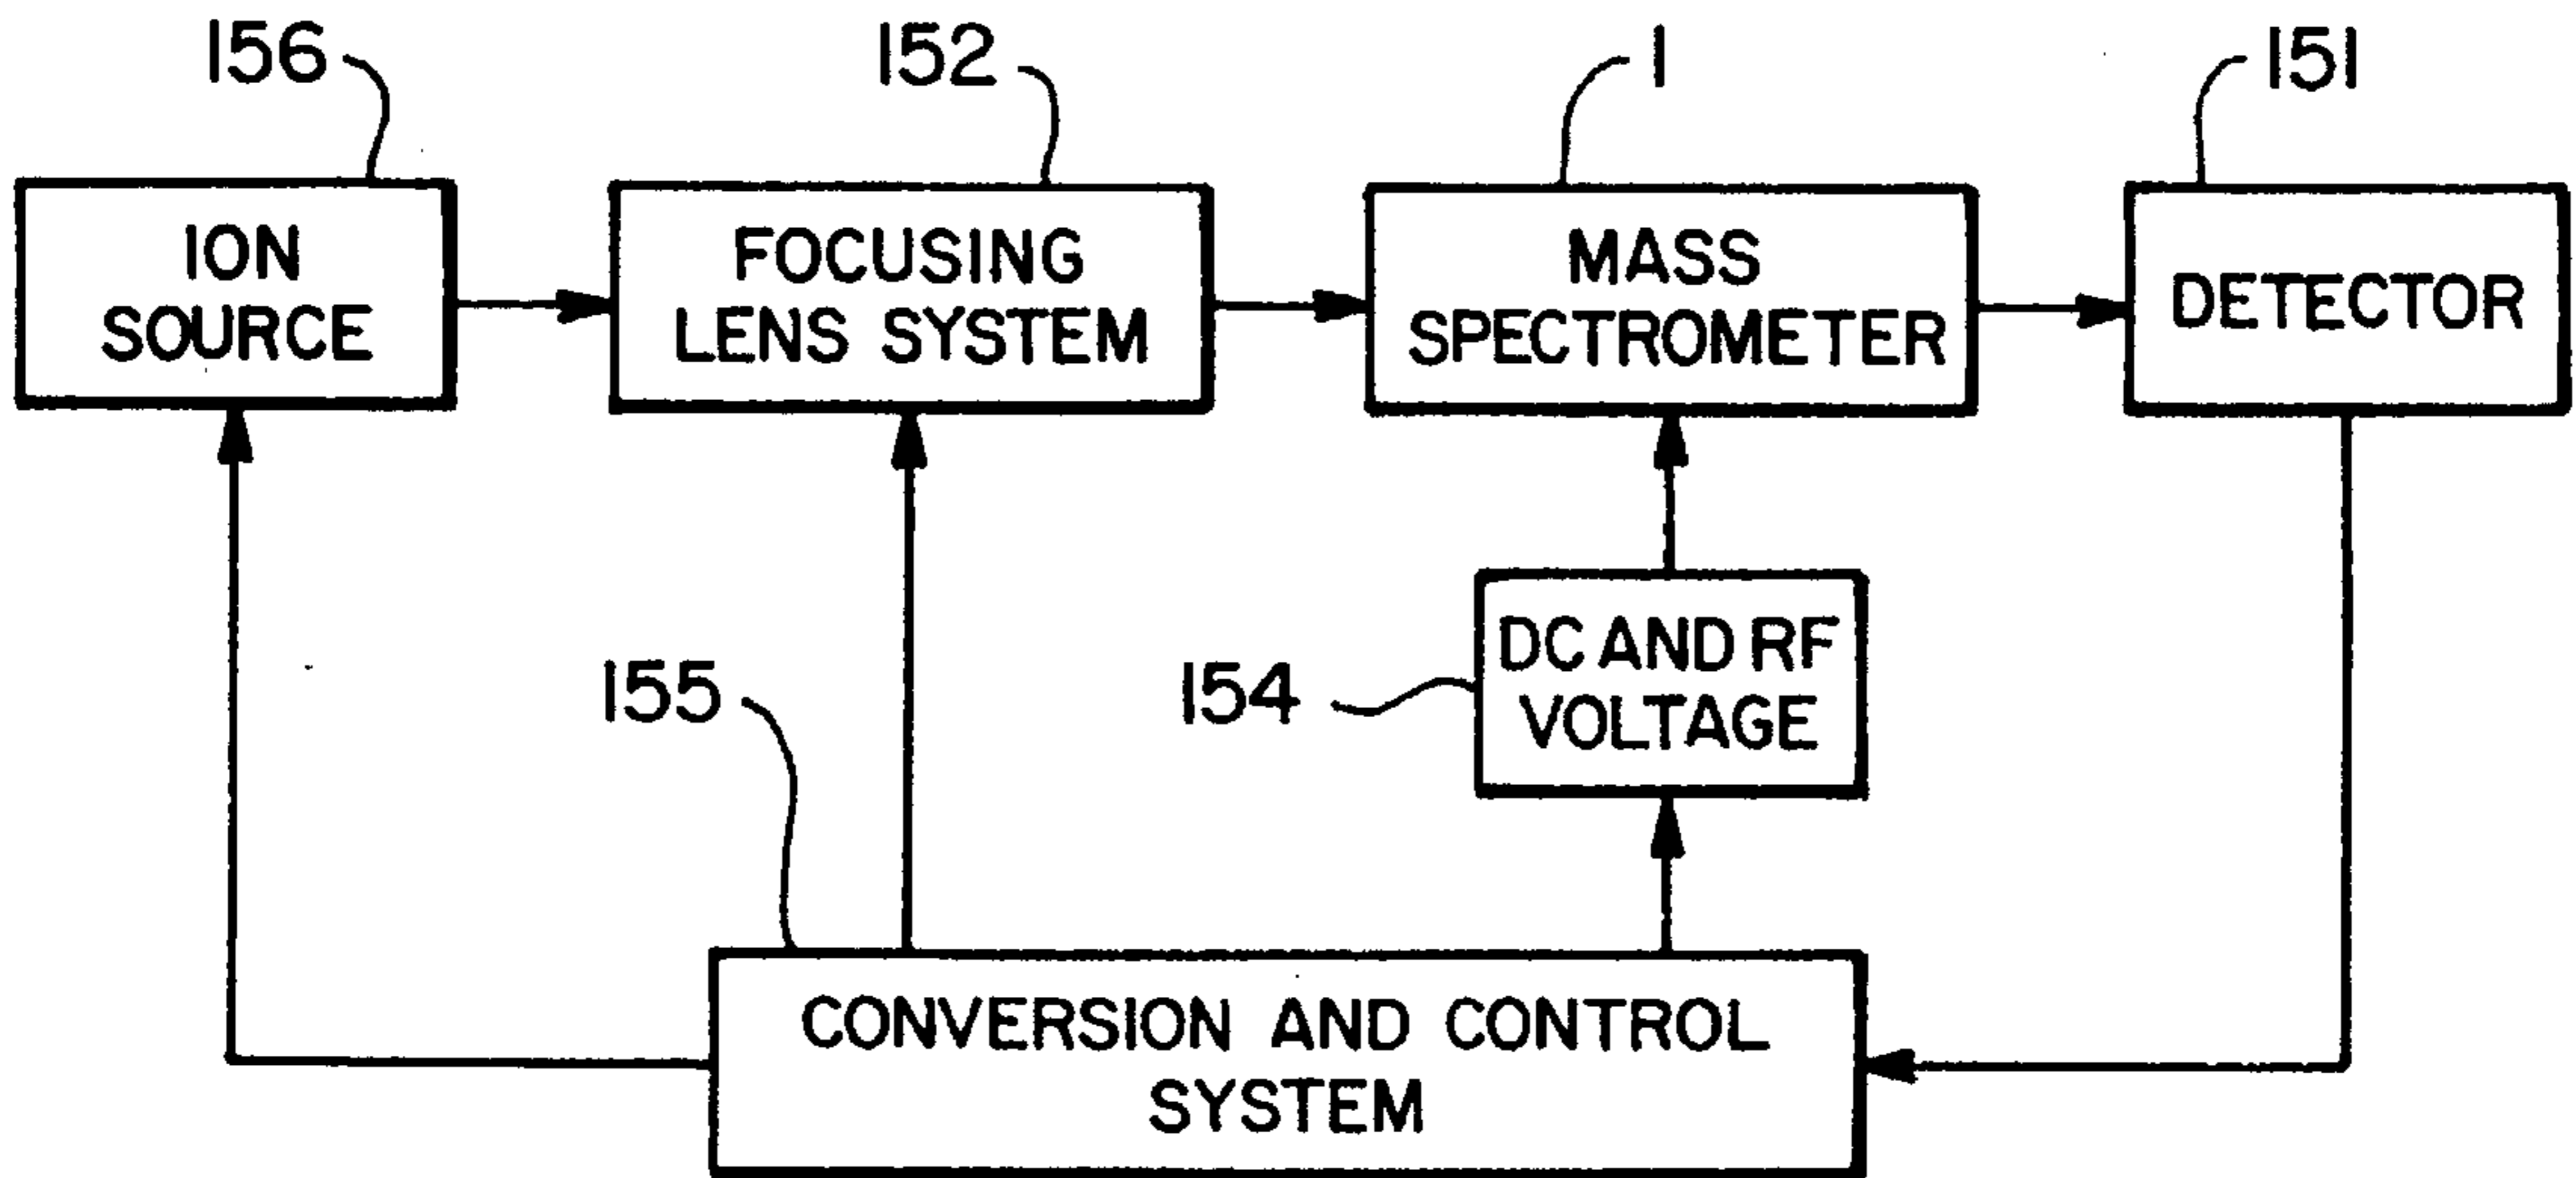 156
152
1
151
ION
SOURCE
FOCUSING
LENS SYSTEM
MASS
SPECTROMETER
DETECTOR
155
154
DC AND RF
VOLTAGE
CONVERSION AND CONTROL
SYSTEM